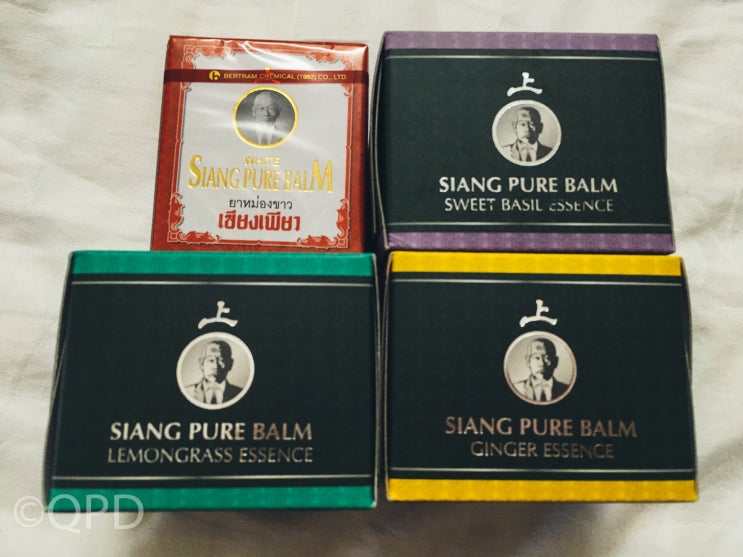 BERTRAM CHEMICAL (1982) CO., LTD.
WHITE
SIANG PURE BALM
ยาหม่องขาว
เซียงเพียว
上
SIANG PURE BALM
SWEET BASIL ESSENCE
上
SIANG PURE BALM
LEMONGRASS ESSENCE
上
SIANG PURE BALM
GINGER ESSENCE
©QPD